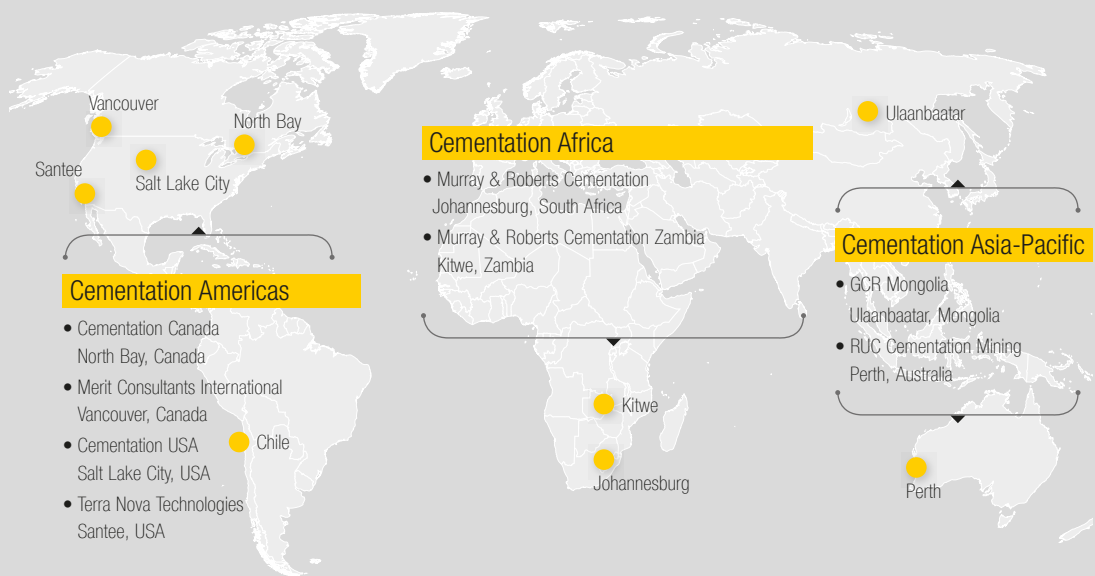 Vancouver
North Bay
Santee
Salt Lake City
Cementation Americas
• Cementation Canada
North Bay, Canada
• Merit Consultants International
Vancouver, Canada
• Cementation USA
Salt Lake City, USA
• Terra Nova Technologies
Santee, USA
Chile
Cementation Africa
• Murray & Roberts Cementation
Johannesburg, South Africa
• Murray & Roberts Cementation Zambia
Kitwe, Zambia
Kitwe
Johannesburg
Ulaanbaatar
Cementation Asia-Pacific
• GCR Mongolia
Ulaanbaatar, Mongolia
• RUC Cementation Mining
Perth, Australia
Perth